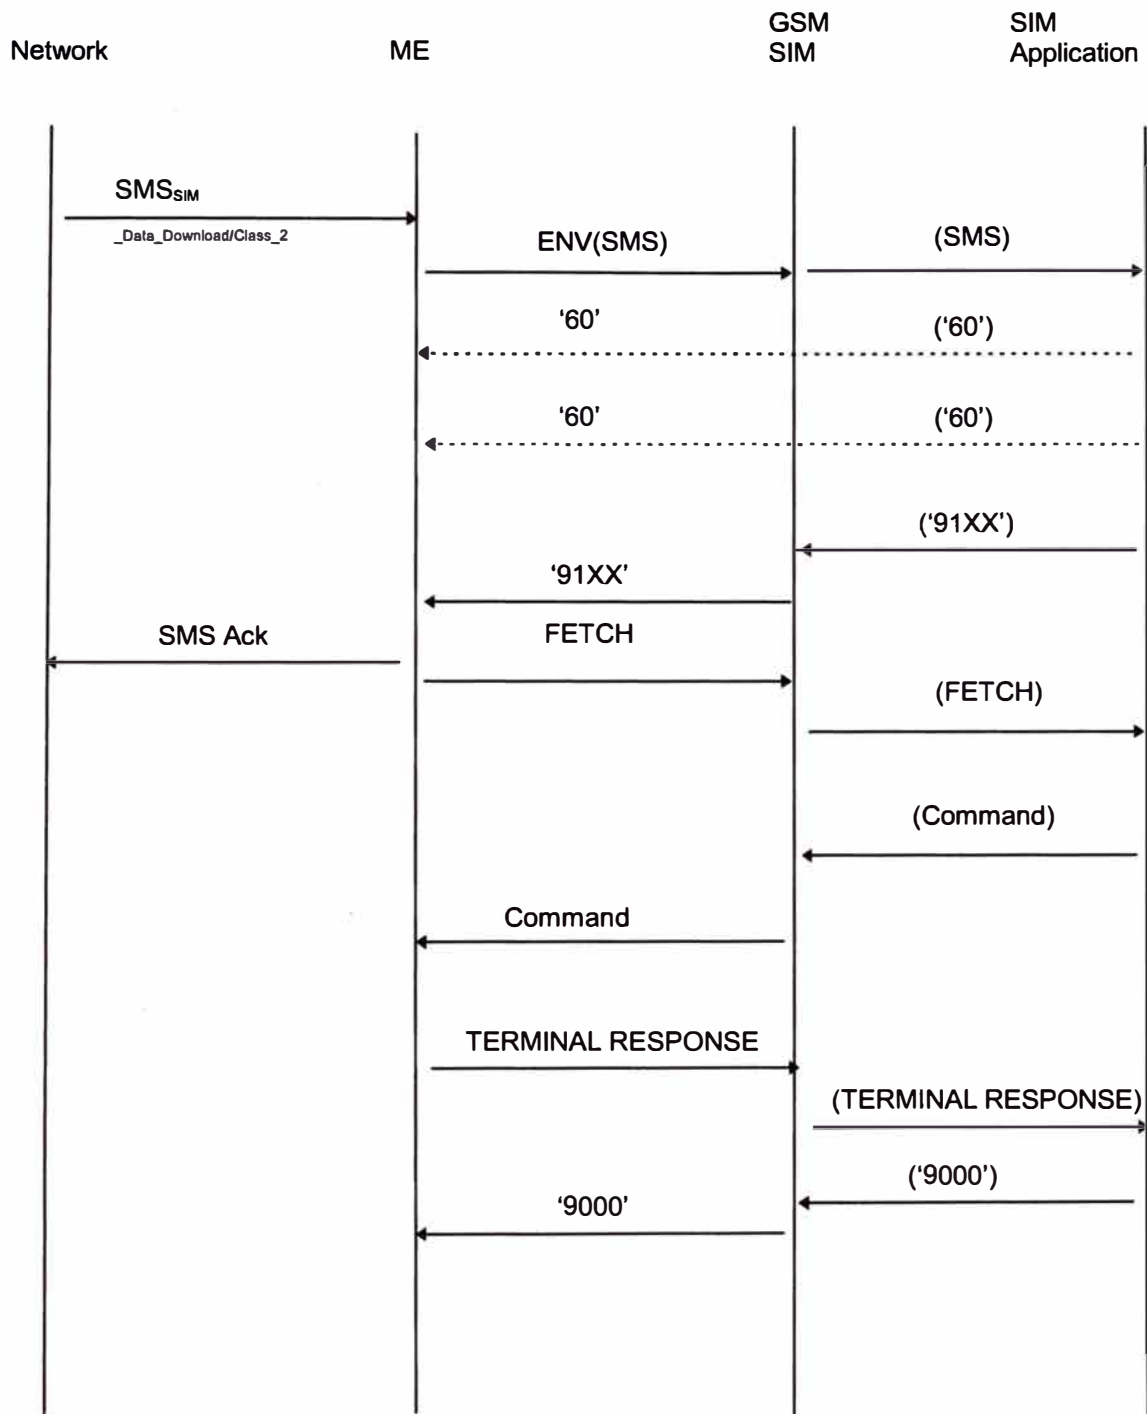 GSM SIM
Network ME SIM Application
SMSSIM
_Data_Download/Class_2
ENV(SMS) (SMS)
‘60’ (‘60’)
‘60’ (‘60’)
(‘91XX’)
‘91XX’
SMS Ack FETCH
(FETCH)
(Command)
Command
TERMINAL RESPONSE
(TERMINAL RESPONSE)
(‘9000’)
‘9000’